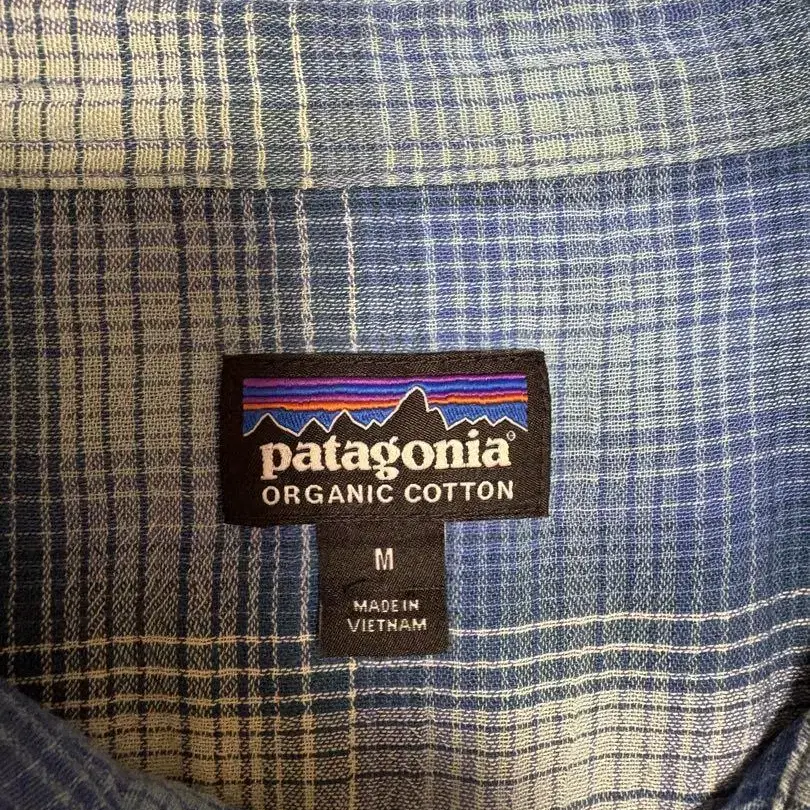 patagonia®
ORGANIC COTTON
M
MADE IN
VIETNAM